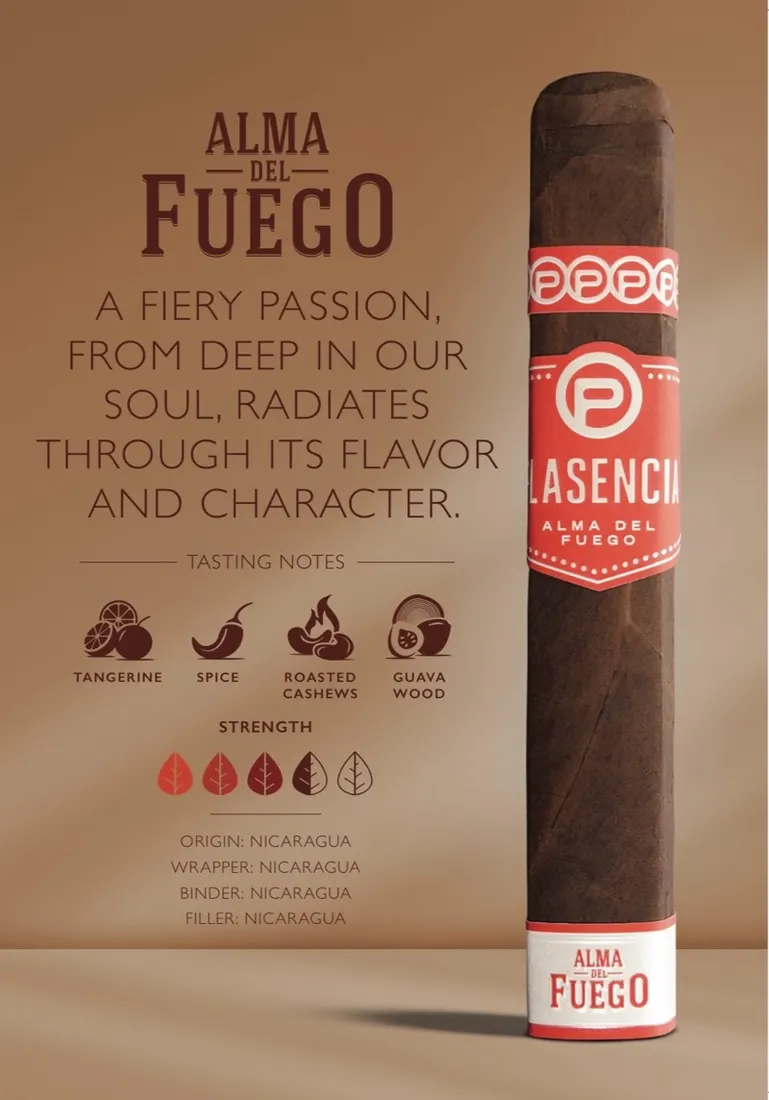 ALMA
DEL
FUEGO
A FIERY PASSION,
FROM DEEP IN OUR
SOUL, RADIATES
THROUGH ITS FLAVOR
AND CHARACTER.
TASTING NOTES
TANGERINE
SPICE
ROASTED
CASHEWS
GUAVA
WOOD
STRENGTH
ORIGIN: NICARAGUA
WRAPPER: NICARAGUA
BINDER: NICARAGUA
FILLER: NICARAGUA
P P P P
P
PLASENCIA
ALMA DEL
FUEGO
ALMA
DEL
FUEGO